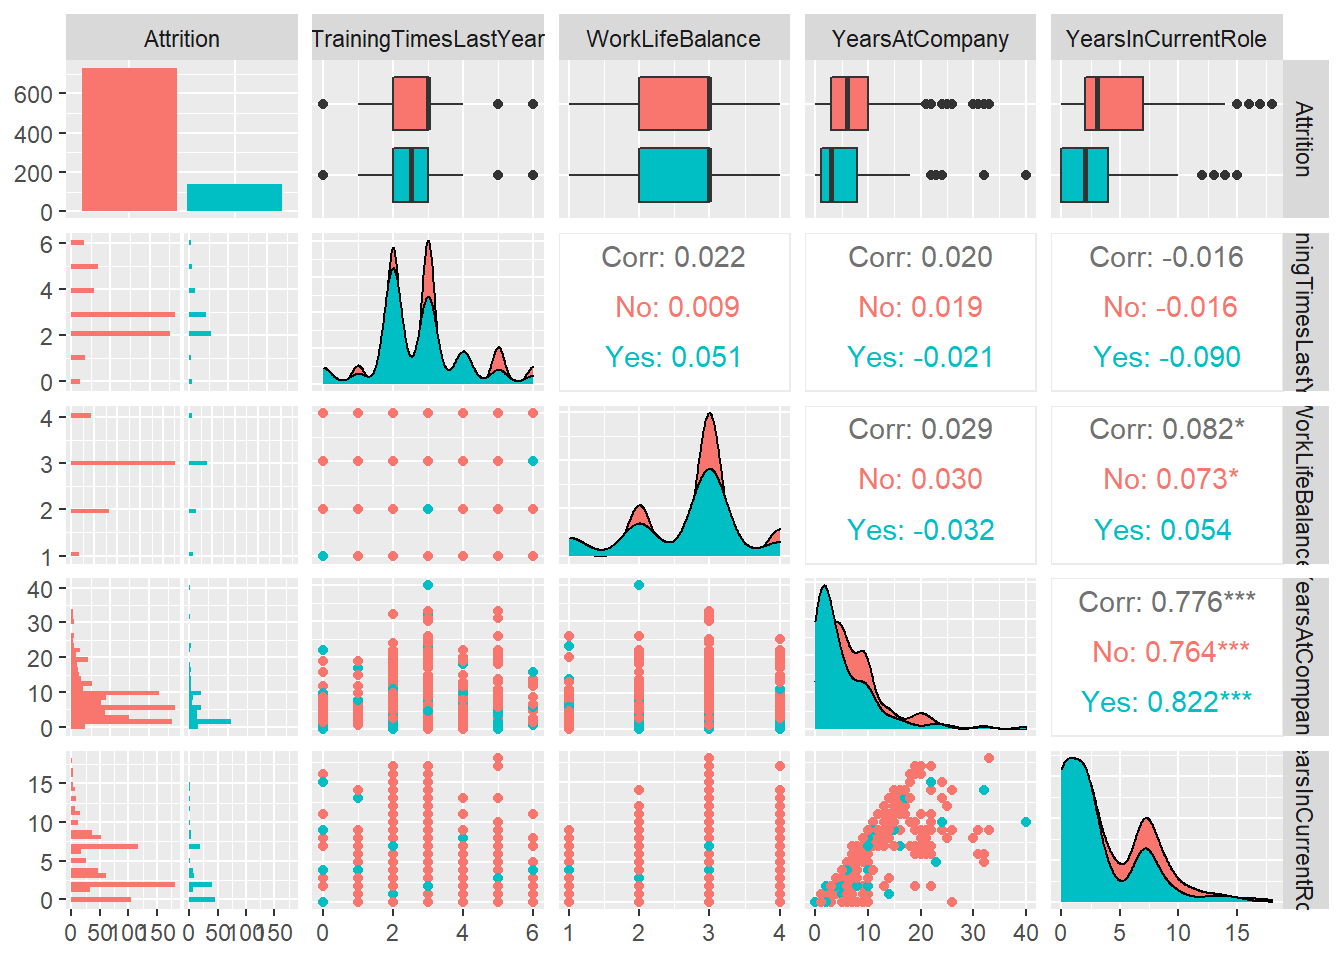 Attrition
TrainingTimesLastYear
WorkLifeBalance
YearsAtCompany
YearsInCurrentRole
600
400
200
0
Attrition
6
4
2
0
Corr: 0.022
No: 0.009
Yes: 0.051
Corr: 0.020
No: 0.019
Yes: -0.021
Corr: -0.016
No: -0.016
Yes: -0.090
ningTimesLastY
4
3
2
1
Corr: 0.029
No: 0.030
Yes: -0.032
Corr: 0.082*
No: 0.073*
Yes: 0.054
WorkLifeBalance
40
30
20
10
0
Corr: 0.776***
No: 0.764***
Yes: 0.822***
YearsAtCompan
15
10
5
0
earsInCurrentRo
0 50100150 0 50100150
0 2 4 6
1 2 3 4
0 10 20 30 40
0 5 10 15